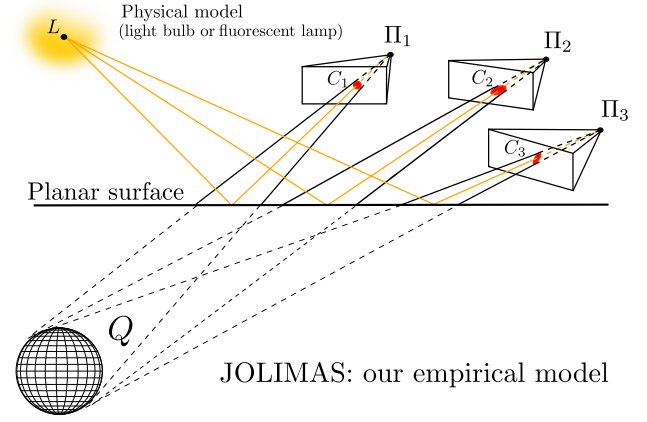 Physical model
(light bulb or fluorescent lamp)
L
Π1
Π2
C1
C2
Π3
C3
Planar surface
Q
JOLIMAS: our empirical model